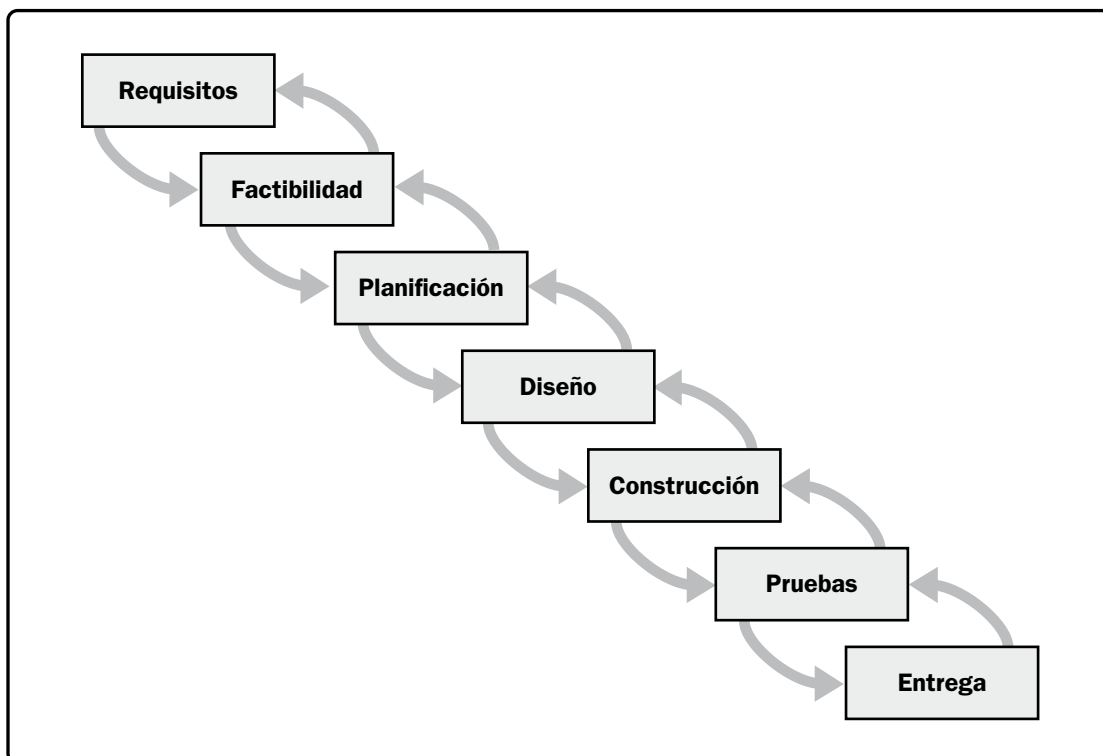 Requisitos
Factibilidad
Planificación
Diseño
Construcción
Pruebas
Entrega